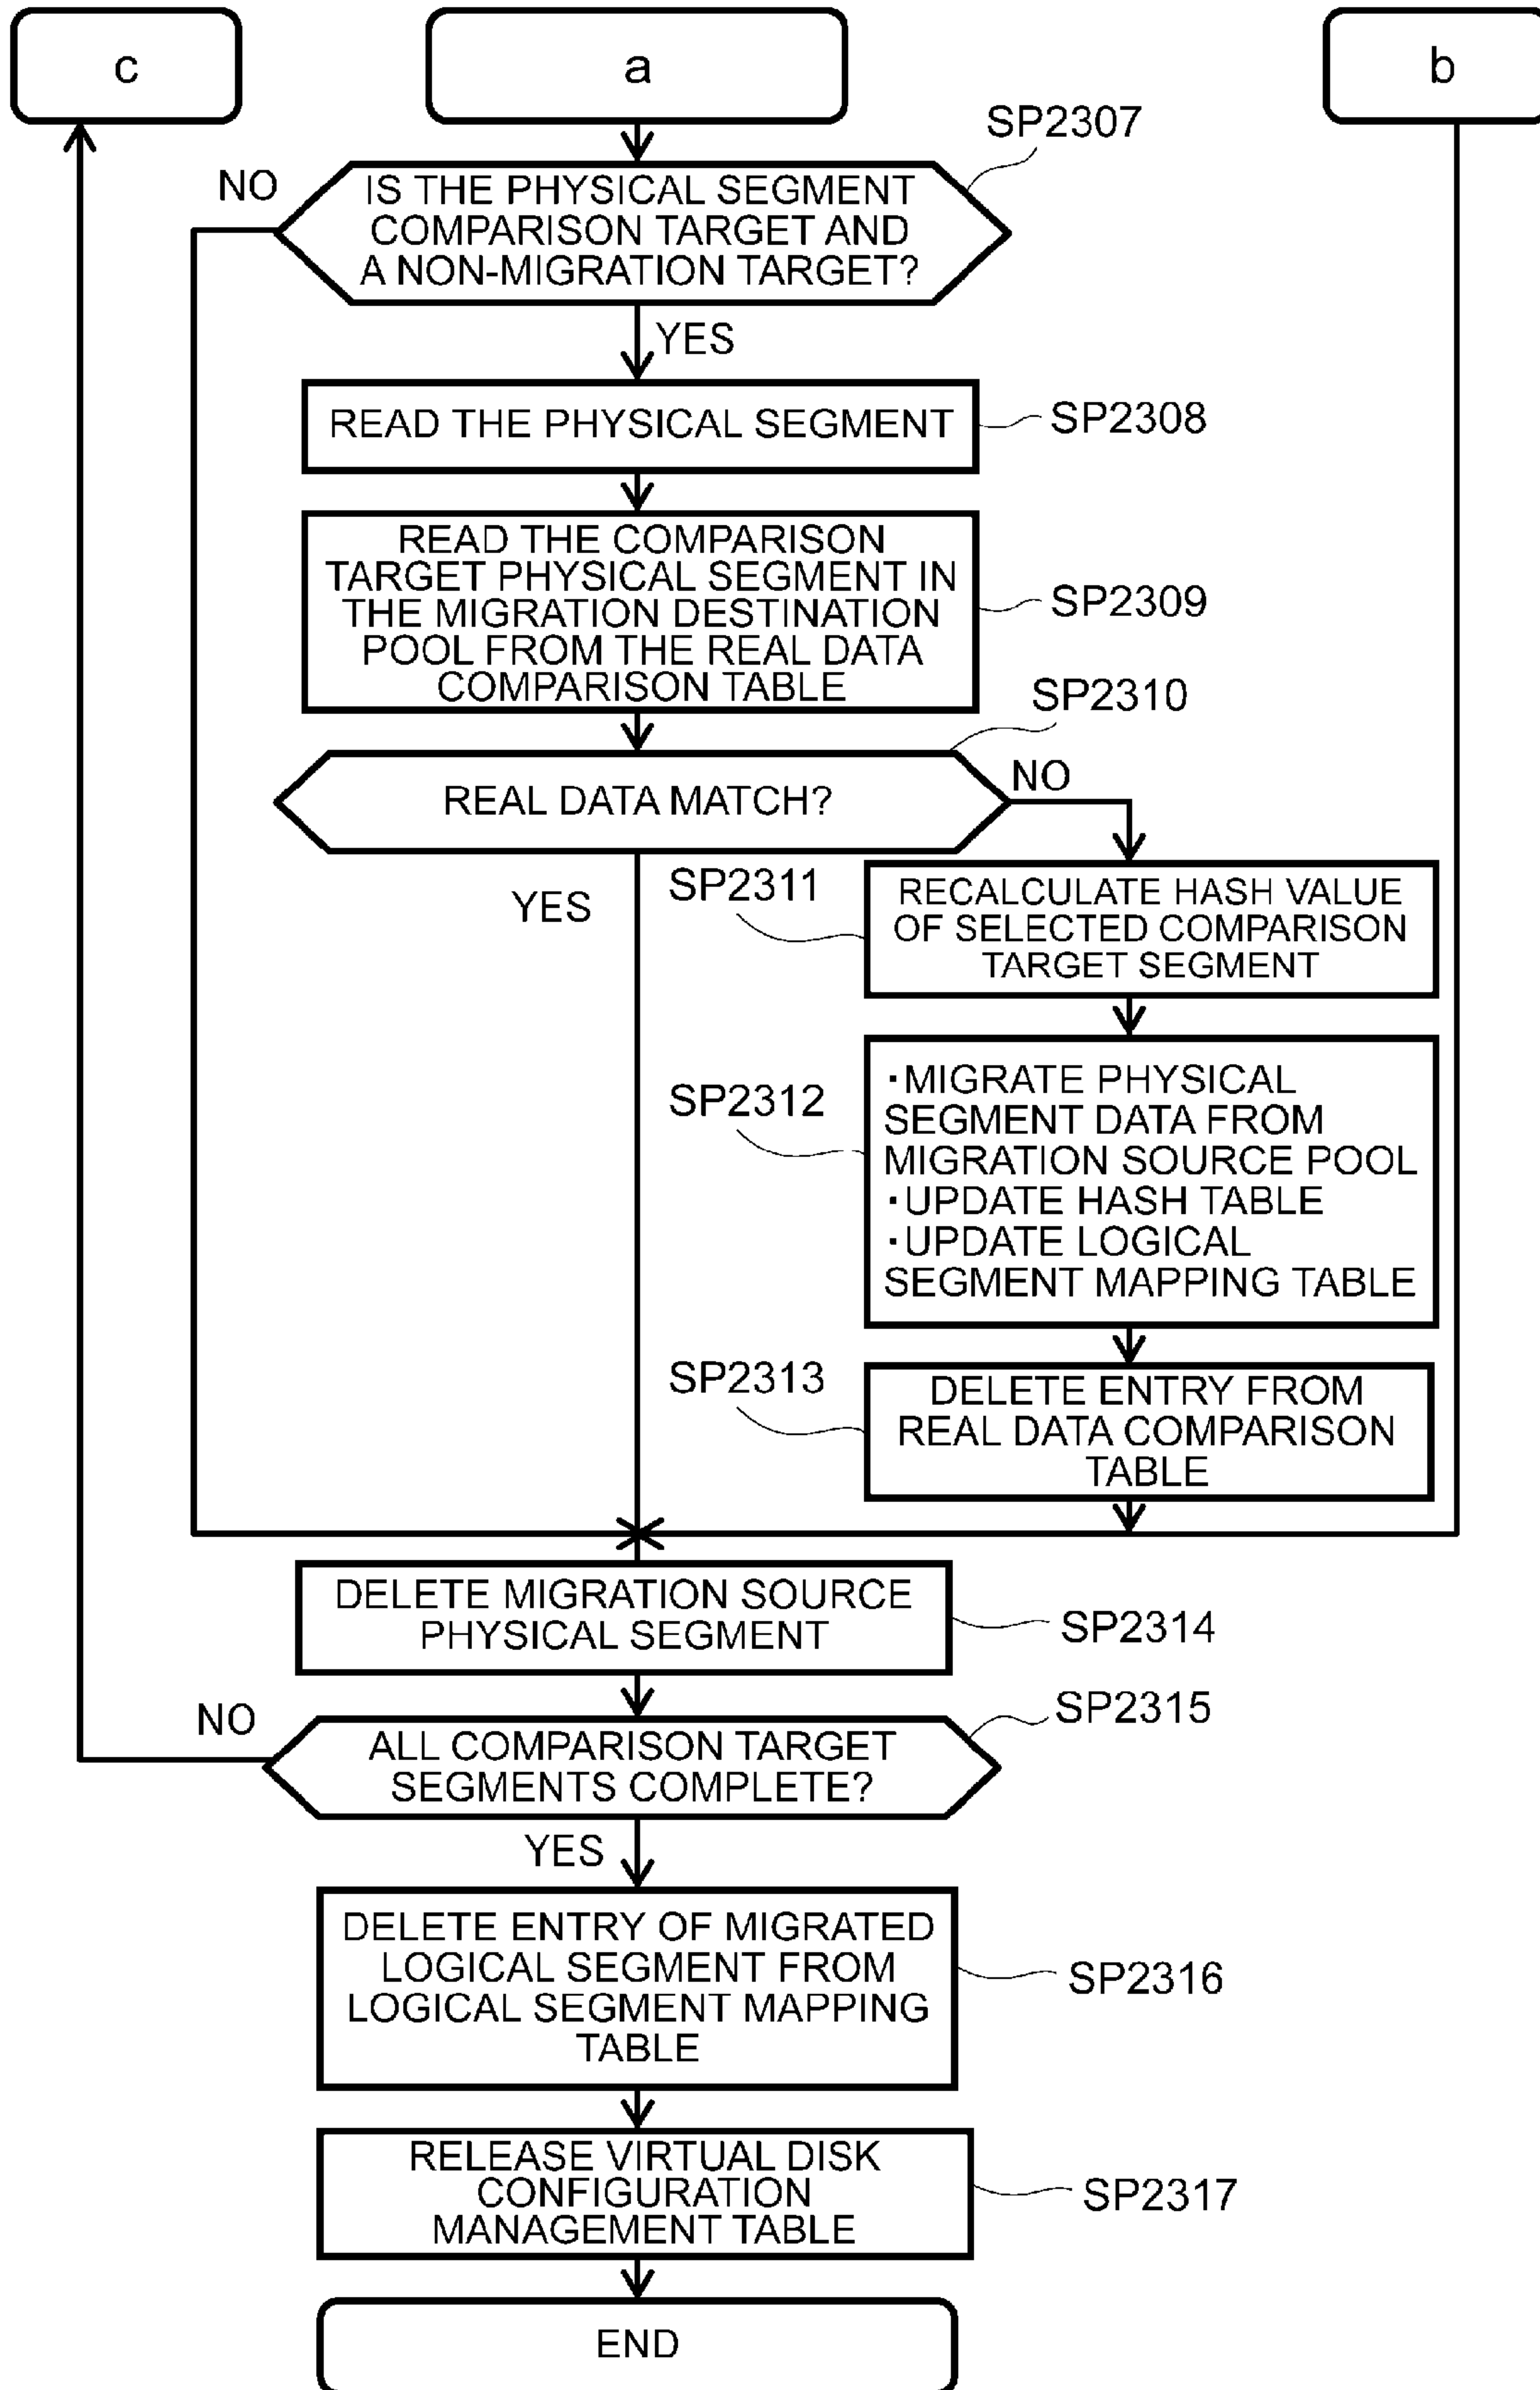 c
a
b
SP2307
NO
IS THE PHYSICAL SEGMENT
COMPARISON TARGET AND
A NON-MIGRATION TARGET?
YES
READ THE PHYSICAL SEGMENT
SP2308
READ THE COMPARISON
TARGET PHYSICAL SEGMENT IN
THE MIGRATION DESTINATION
POOL FROM THE REAL DATA
COMPARISON TABLE
SP2309
SP2310
REAL DATA MATCH?
NO
YES
SP2311
RECALCULATE HASH VALUE
OF SELECTED COMPARISON
TARGET SEGMENT
SP2312
・MIGRATE PHYSICAL
SEGMENT DATA FROM
MIGRATION SOURCE POOL
・UPDATE HASH TABLE
・UPDATE LOGICAL
SEGMENT MAPPING TABLE
SP2313
DELETE ENTRY FROM
REAL DATA COMPARISON
TABLE
DELETE MIGRATION SOURCE
PHYSICAL SEGMENT
SP2314
NO
SP2315
ALL COMPARISON TARGET
SEGMENTS COMPLETE?
YES
DELETE ENTRY OF MIGRATED
LOGICAL SEGMENT FROM
LOGICAL SEGMENT MAPPING
TABLE
SP2316
RELEASE VIRTUAL DISK
CONFIGURATION
MANAGEMENT TABLE
SP2317
END